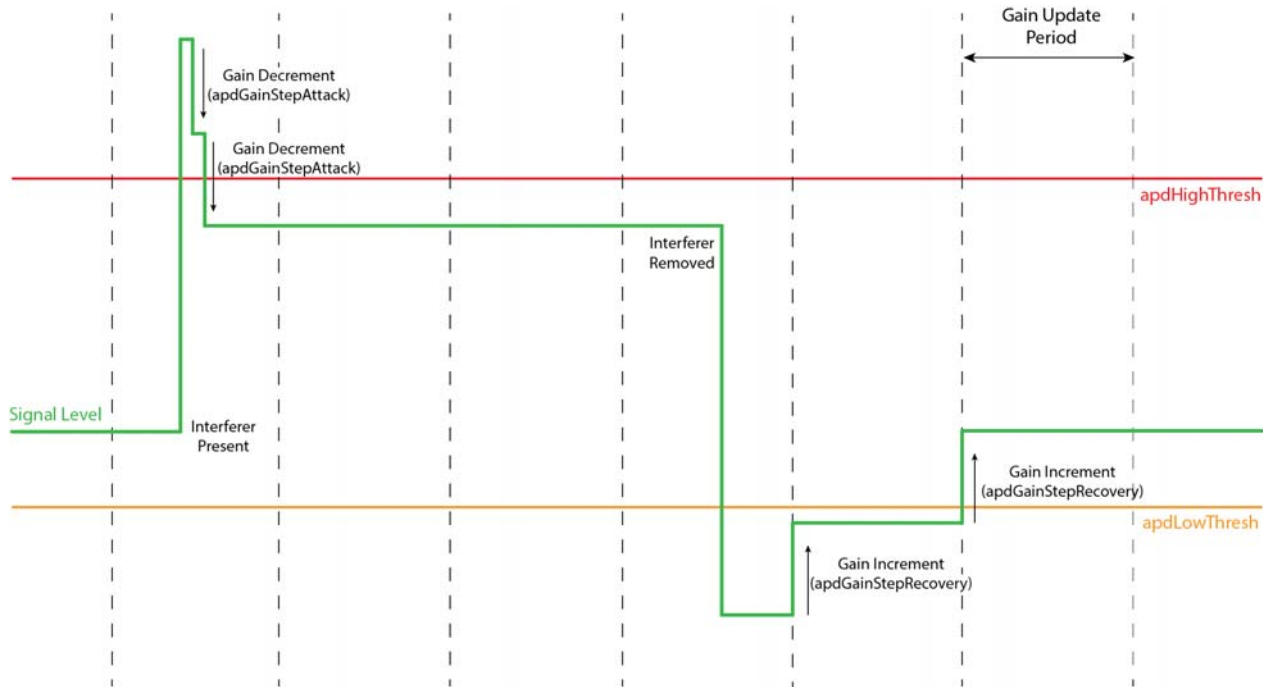 Gain Update
Period
Gain Decrement
(apdGainStepAttack)
Gain Decrement
(apdGainStepAttack)
apdHighThresh
Interferer
Removed
Signal Level
Interferer
Present
Gain Increment
(apdGainStepRecovery)
apdLowThresh
Gain Increment
(apdGainStepRecovery)